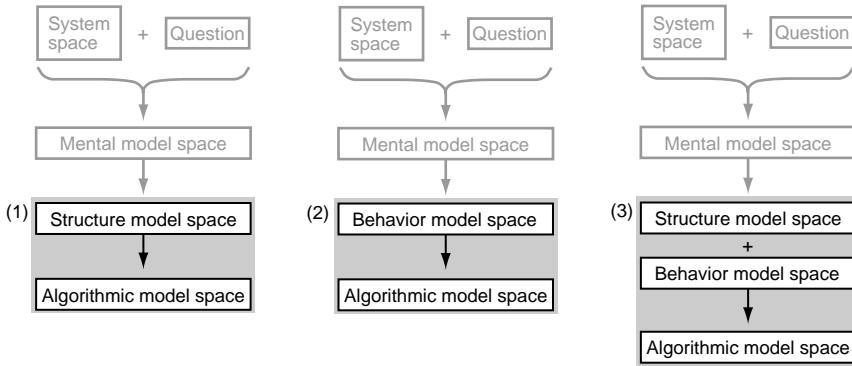 System
space
+
Question
Mental model space
(1)
Structure model space
Algorithmic model space
System
space
+
Question
Mental model space
(2)
Behavior model space
Algorithmic model space
System
space
+
Question
Mental model space
(3)
Structure model space
+
Behavior model space
Algorithmic model space